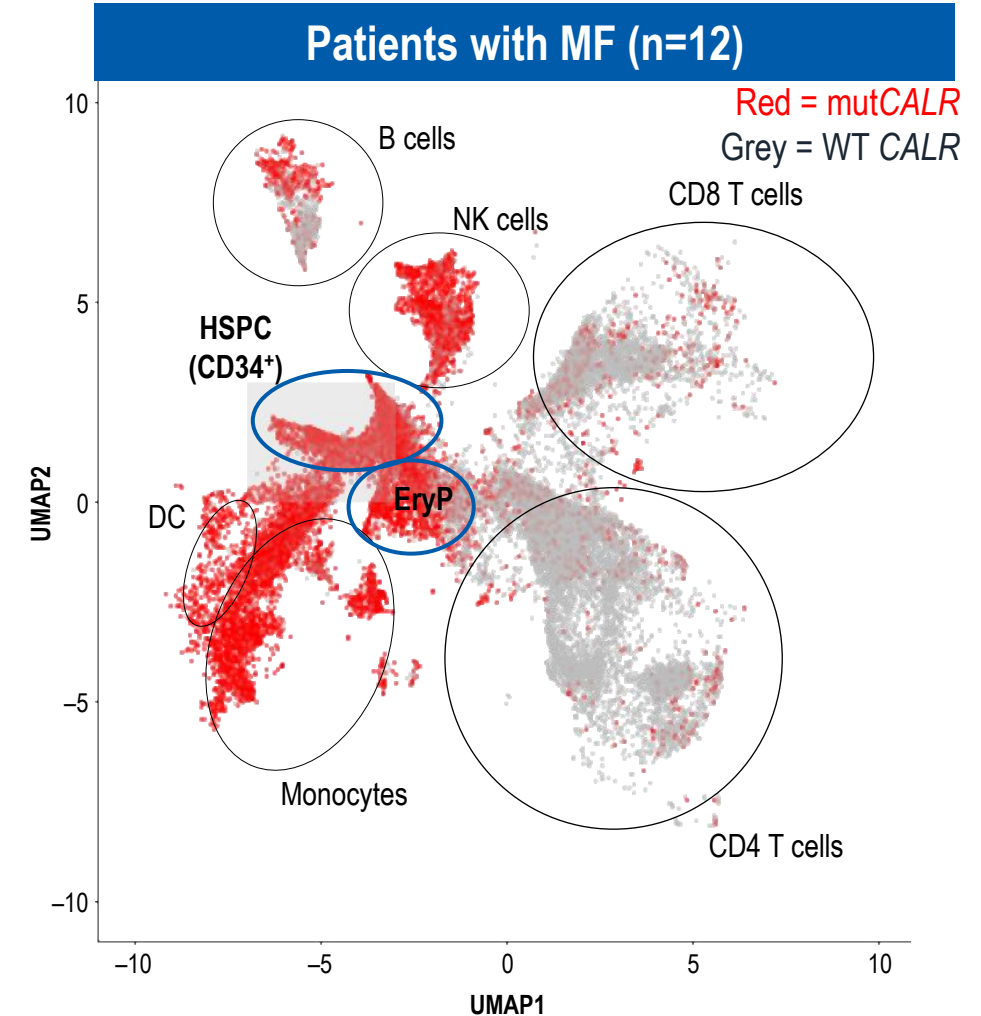 Patients with MF (n=12)
Red = mutCALR
Grey = WT CALR
B cells
NK cells
CD8 T cells
HSPC
(CD34⁺)
EryP
DC
Monocytes
CD4 T cells
UMAP2
10
5
0
–5
–10
–10
–5
0
5
10
UMAP1